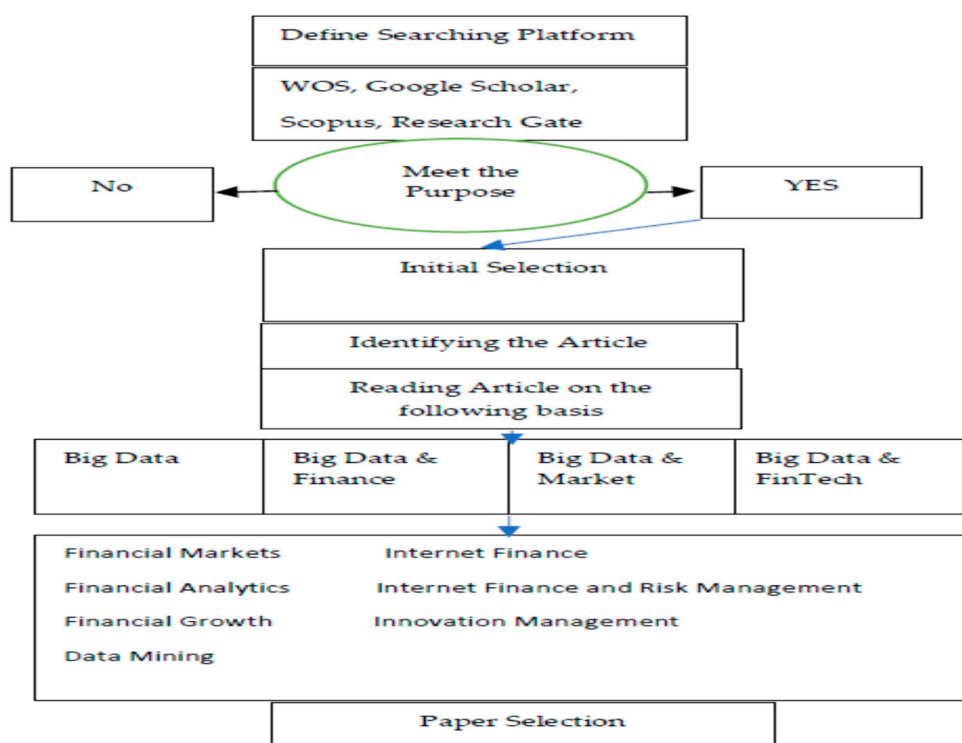 Define Searching Platform
WOS, Google Scholar,
Scopus, Research Gate
Meet the
Purpose
No
YES
Initial Selection
Identifying the Article
Reading Article on the
following basis
Big Data
Big Data &
Finance
Big Data &
Market
Big Data &
FinTech
Financial Markets
Internet Finance
Financial Analytics
Internet Finance and Risk Management
Financial Growth
Innovation Management
Data Mining
Paper Selection